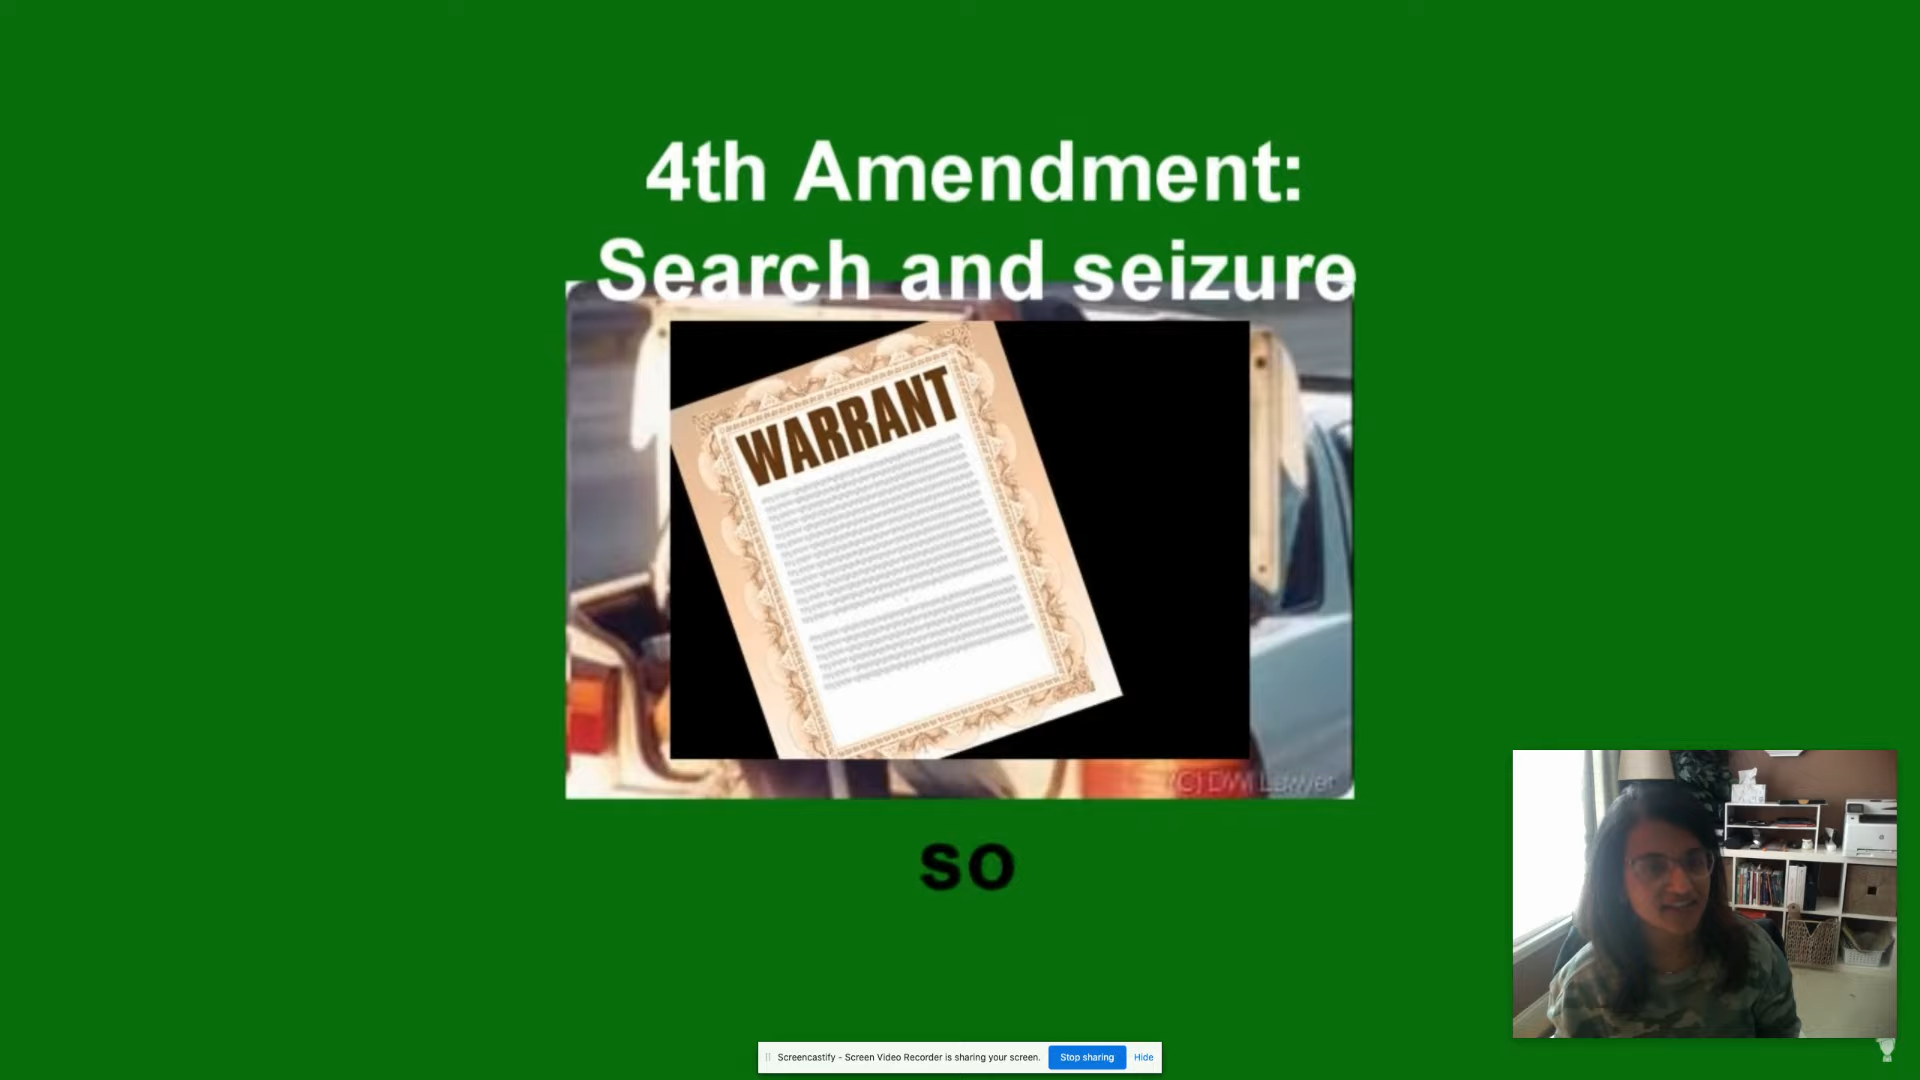 4th Amendment:
Search and seizure
WARRANT
(C) DWI Lawyer
so
Screencastify - Screen Video Recorder is sharing your screen.
Stop sharing
Hide